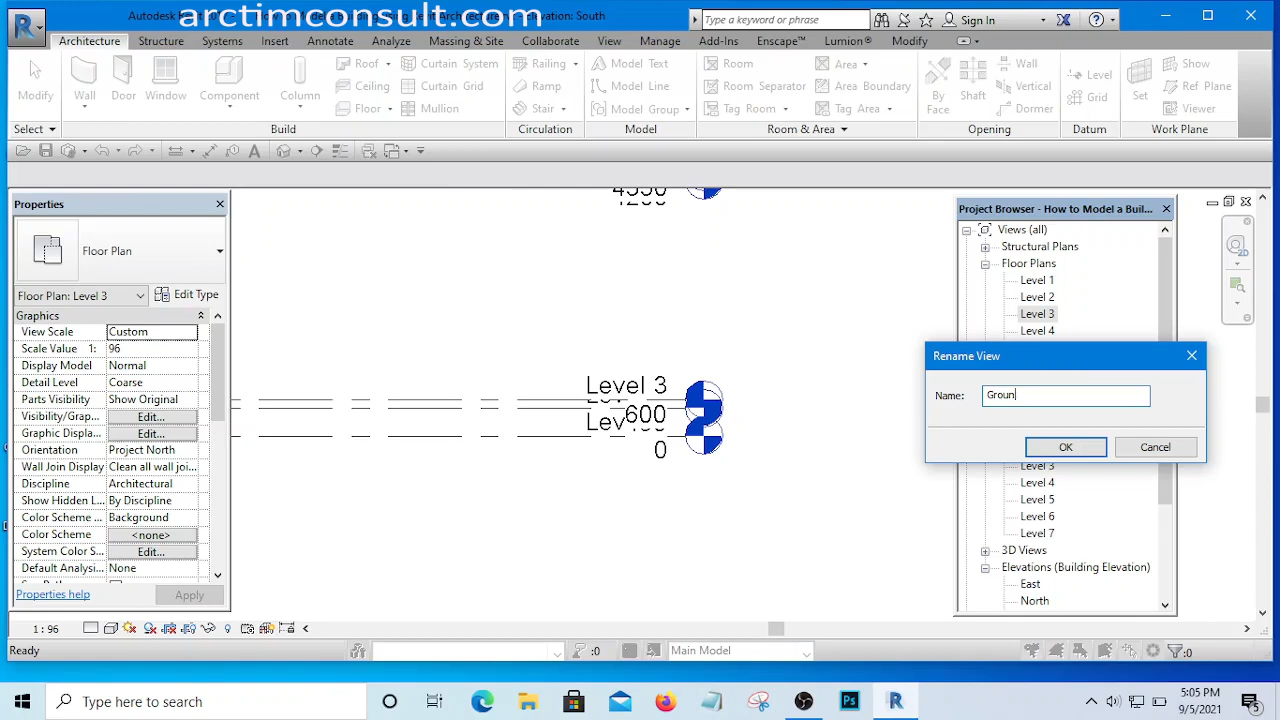 arctimconsult.com
Type a keyword or phrase
Sign In
Architecture Structure Systems Insert Annotate Analyze Massing & Site Collaborate View Manage Add-Ins Enscape™ Lumion® Modify
Modify Wall Door Window Component Column
Roof Curtain System
Ceiling Curtain Grid
Floor Mullion
Railing Model Text
Ramp Model Line
Stair Model Group
Room Area
Room Separator Area Boundary
Tag Room Tag Area
By Face Shaft Wall Vertical Dormer
Level
Grid
Set Show Ref Plane Viewer
Select Build Circulation Model Room & Area Opening Datum Work Plane
Properties
Floor Plan
Floor Plan: Level 3 Edit Type
Graphics
View Scale Custom
Scale Value 1: 96
Display Model Normal
Detail Level Coarse
Parts Visibility Show Original
Visibility/Grap... Edit...
Graphic Displa... Edit...
Orientation Project North
Wall Join Display Clean all wall joi...
Discipline Architectural
Show Hidden L... By Discipline
Color Scheme ... Background
Color Scheme <none>
System Color S... Edit...
Default Analysi... None
Properties help Apply
Level 3
600
0
Project Browser - How to Model a Buil...
Views (all)
Structural Plans
Floor Plans
Level 1
Level 2
Level 3
Level 4
Rename View
Name: Groun
OK Cancel
Level 3
Level 4
Level 5
Level 6
Level 7
3D Views
Elevations (Building Elevation)
East
North
2D
1 : 96
Ready :0 Main Model :0
Type here to search
5:05 PM
9/5/2021
5